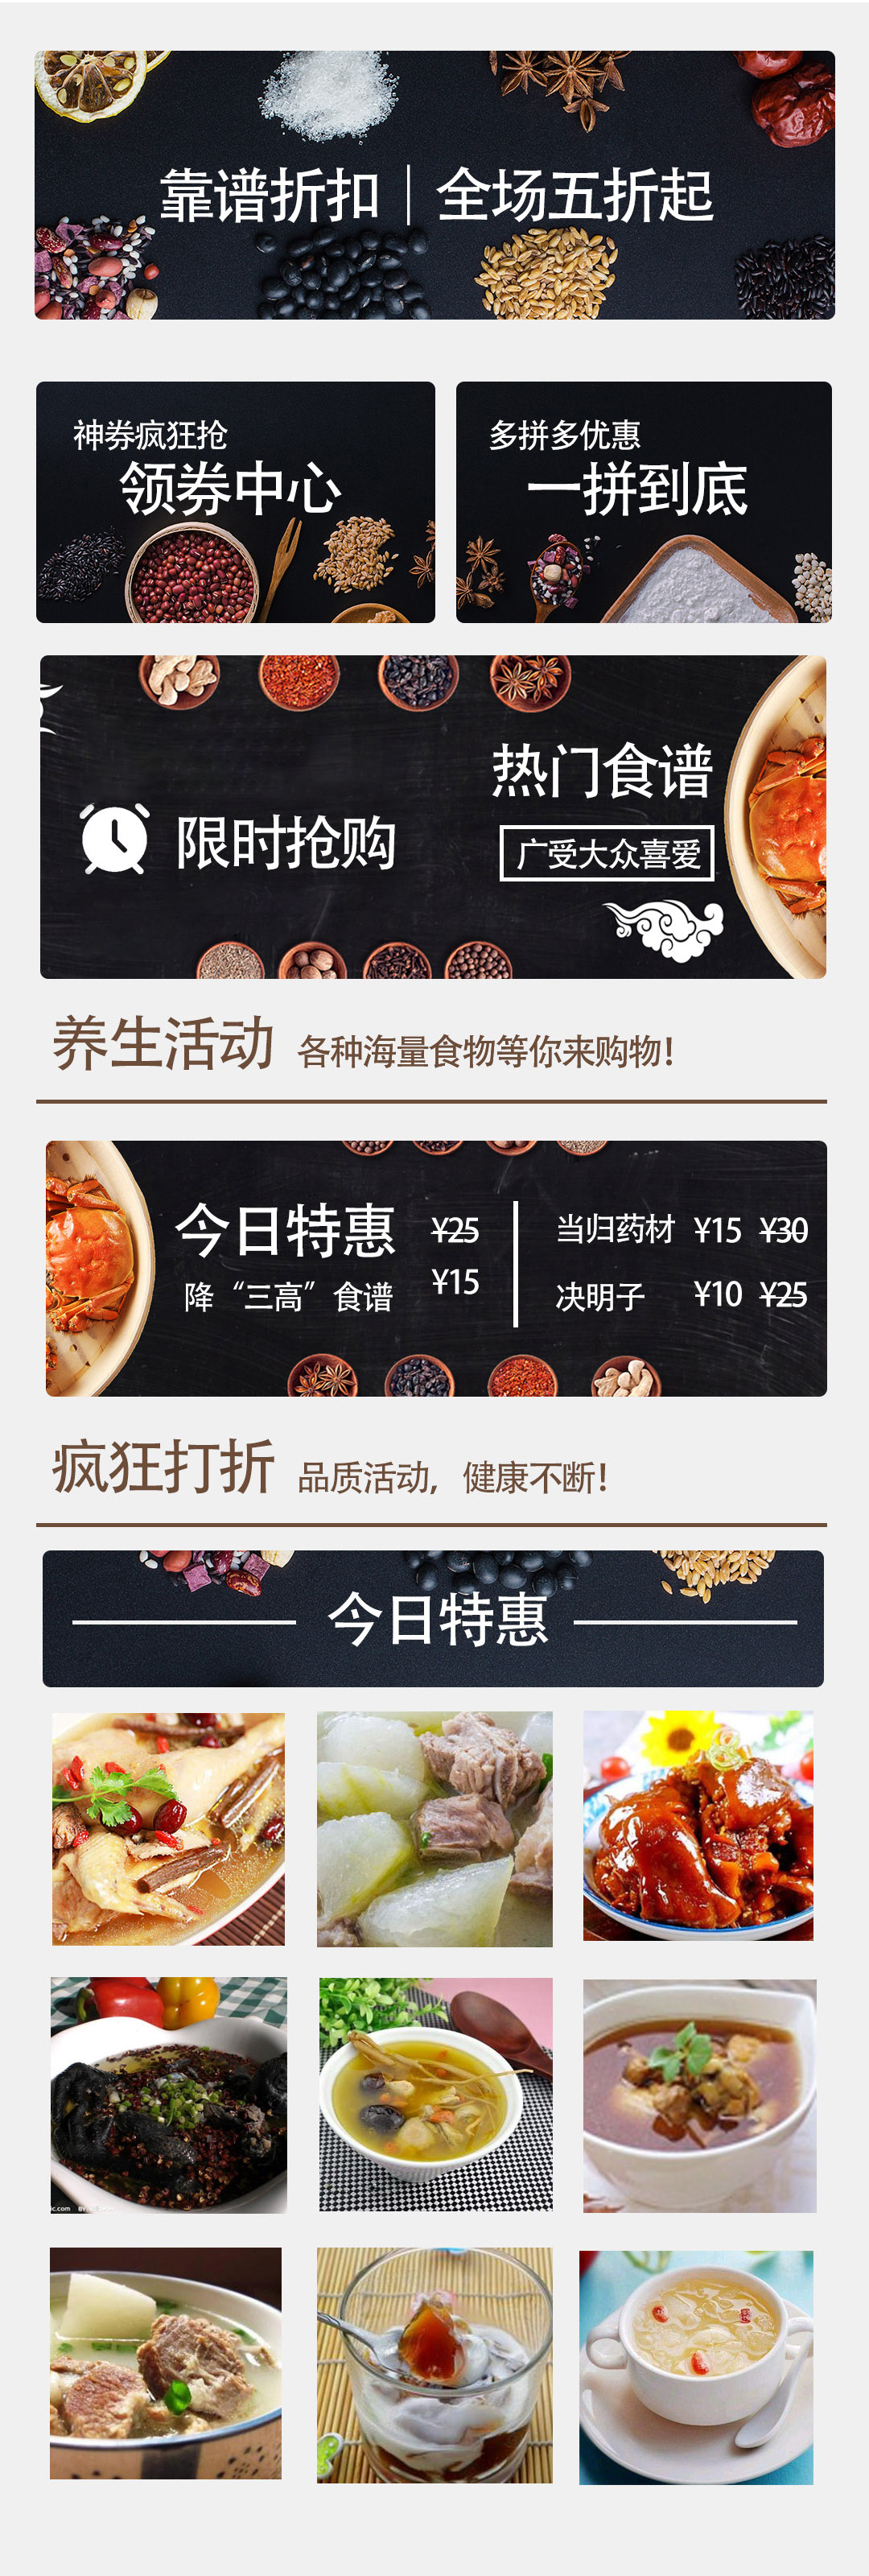 靠谱折扣｜全场五折起
神券疯狂抢
领券中心
多拼多优惠
一拼到底
限时抢购
热门食谱
广受大众喜爱
养生活动 各种海量食物等你来购物！
今日特惠 ¥25
降“三高”食谱 ¥15
当归药材 ¥15 ¥30
决明子 ¥10 ¥25
疯狂打折 品质活动，健康不断！
今日特惠